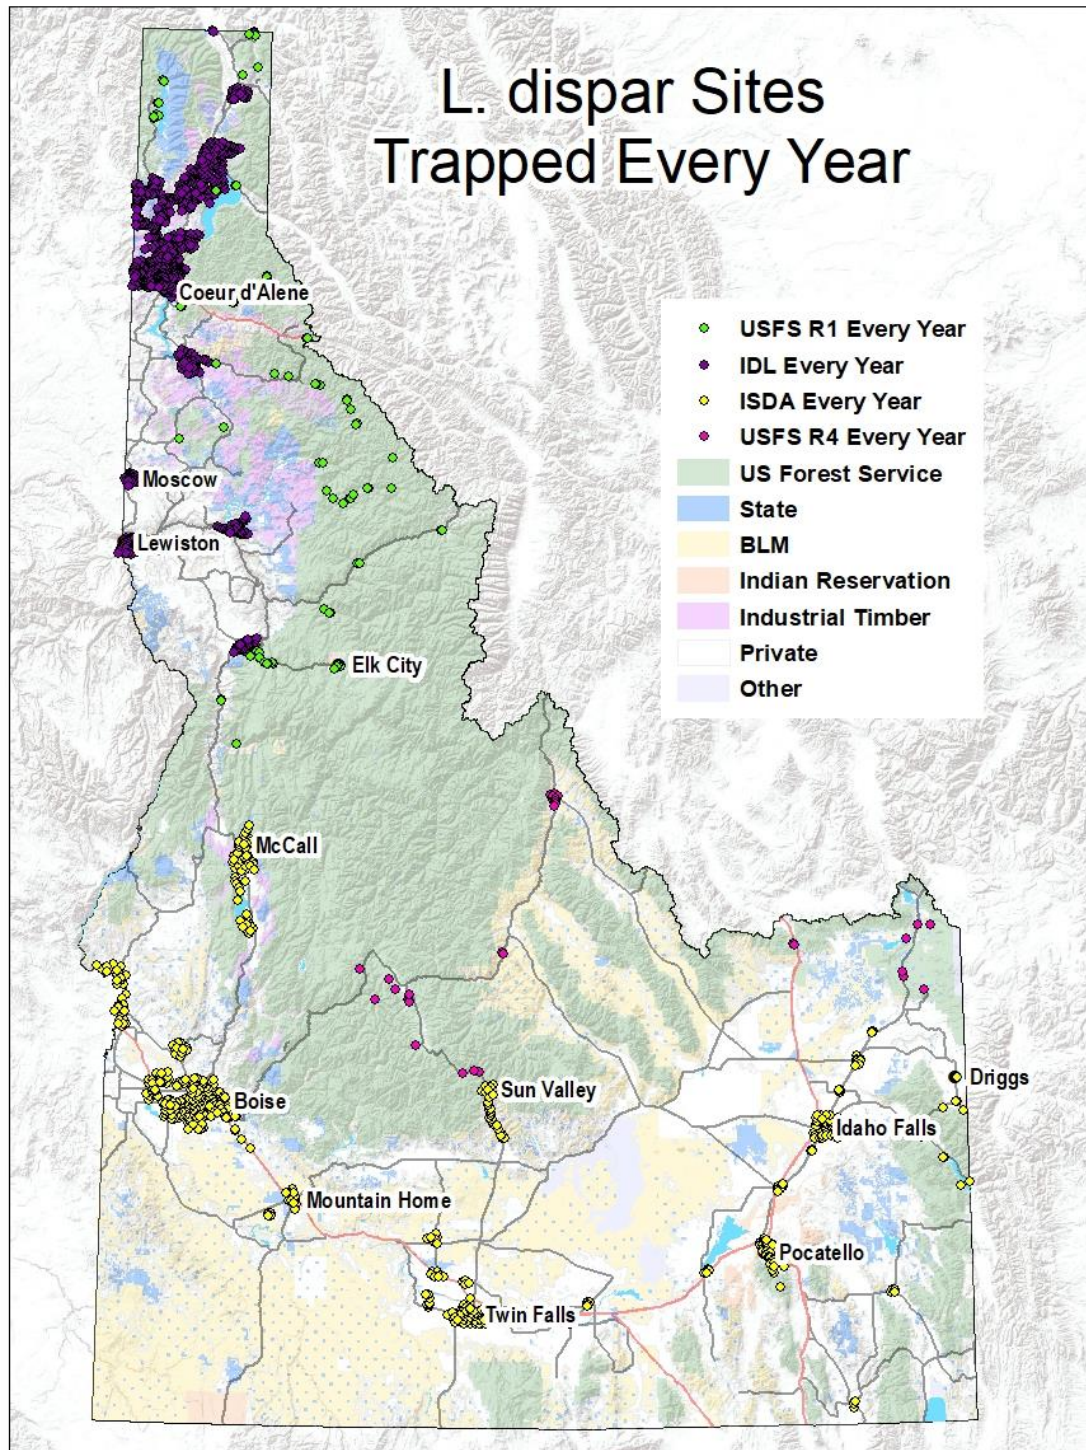 L. dispar Sites
Trapped Every Year
Coeur d'Alene
USFS R1 Every Year
IDL Every Year
ISDA Every Year
USFS R4 Every Year
US Forest Service
State
BLM
Indian Reservation
Industrial Timber
Private
Other
Moscow
Lewiston
Elk City
McCall
Sun Valley
Driggs
Boise
Idaho Falls
Mountain Home
Pocatello
Twin Falls